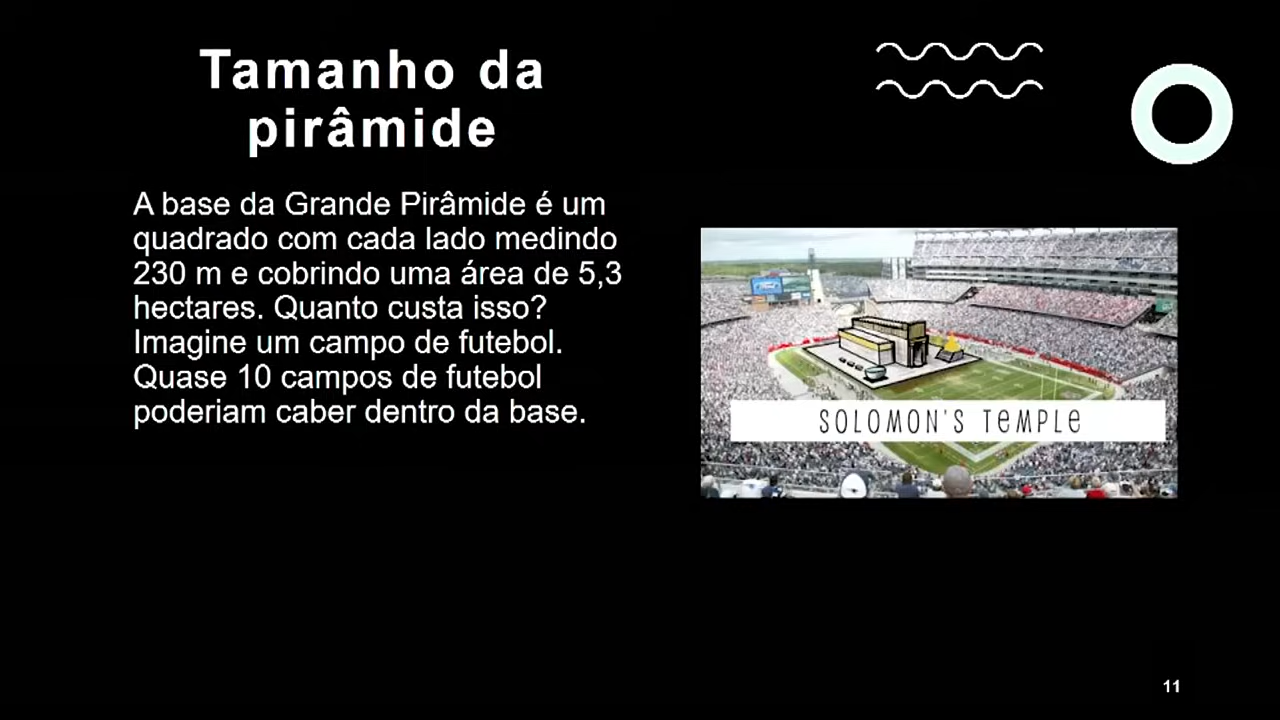 Tamanho da
pirâmide
A base da Grande Pirâmide é um
quadrado com cada lado medindo
230 m e cobrindo uma área de 5,3
hectares. Quanto custa isso?
Imagine um campo de futebol.
Quase 10 campos de futebol
poderiam caber dentro da base.
SOLOMON'S TEMPLE
11